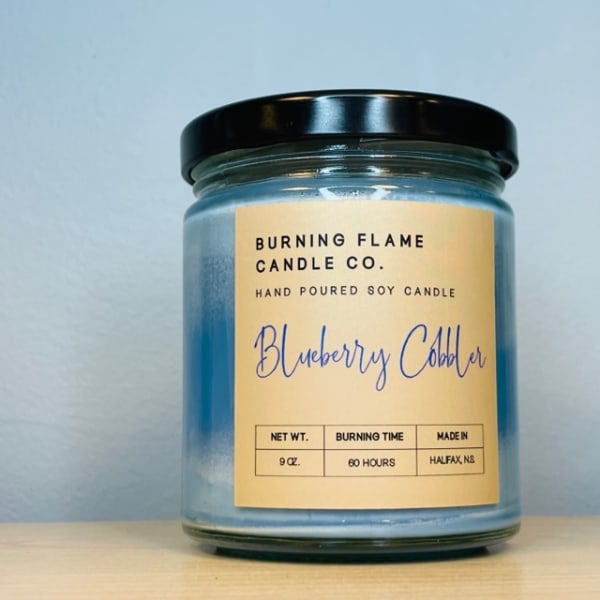 BURNING FLAME
CANDLE CO.
HAND POURED SOY CANDLE
Blueberry Cobbler
NET WT. BURNING TIME MADE IN
9 OZ. 60 HOURS HALIFAX, N.S.